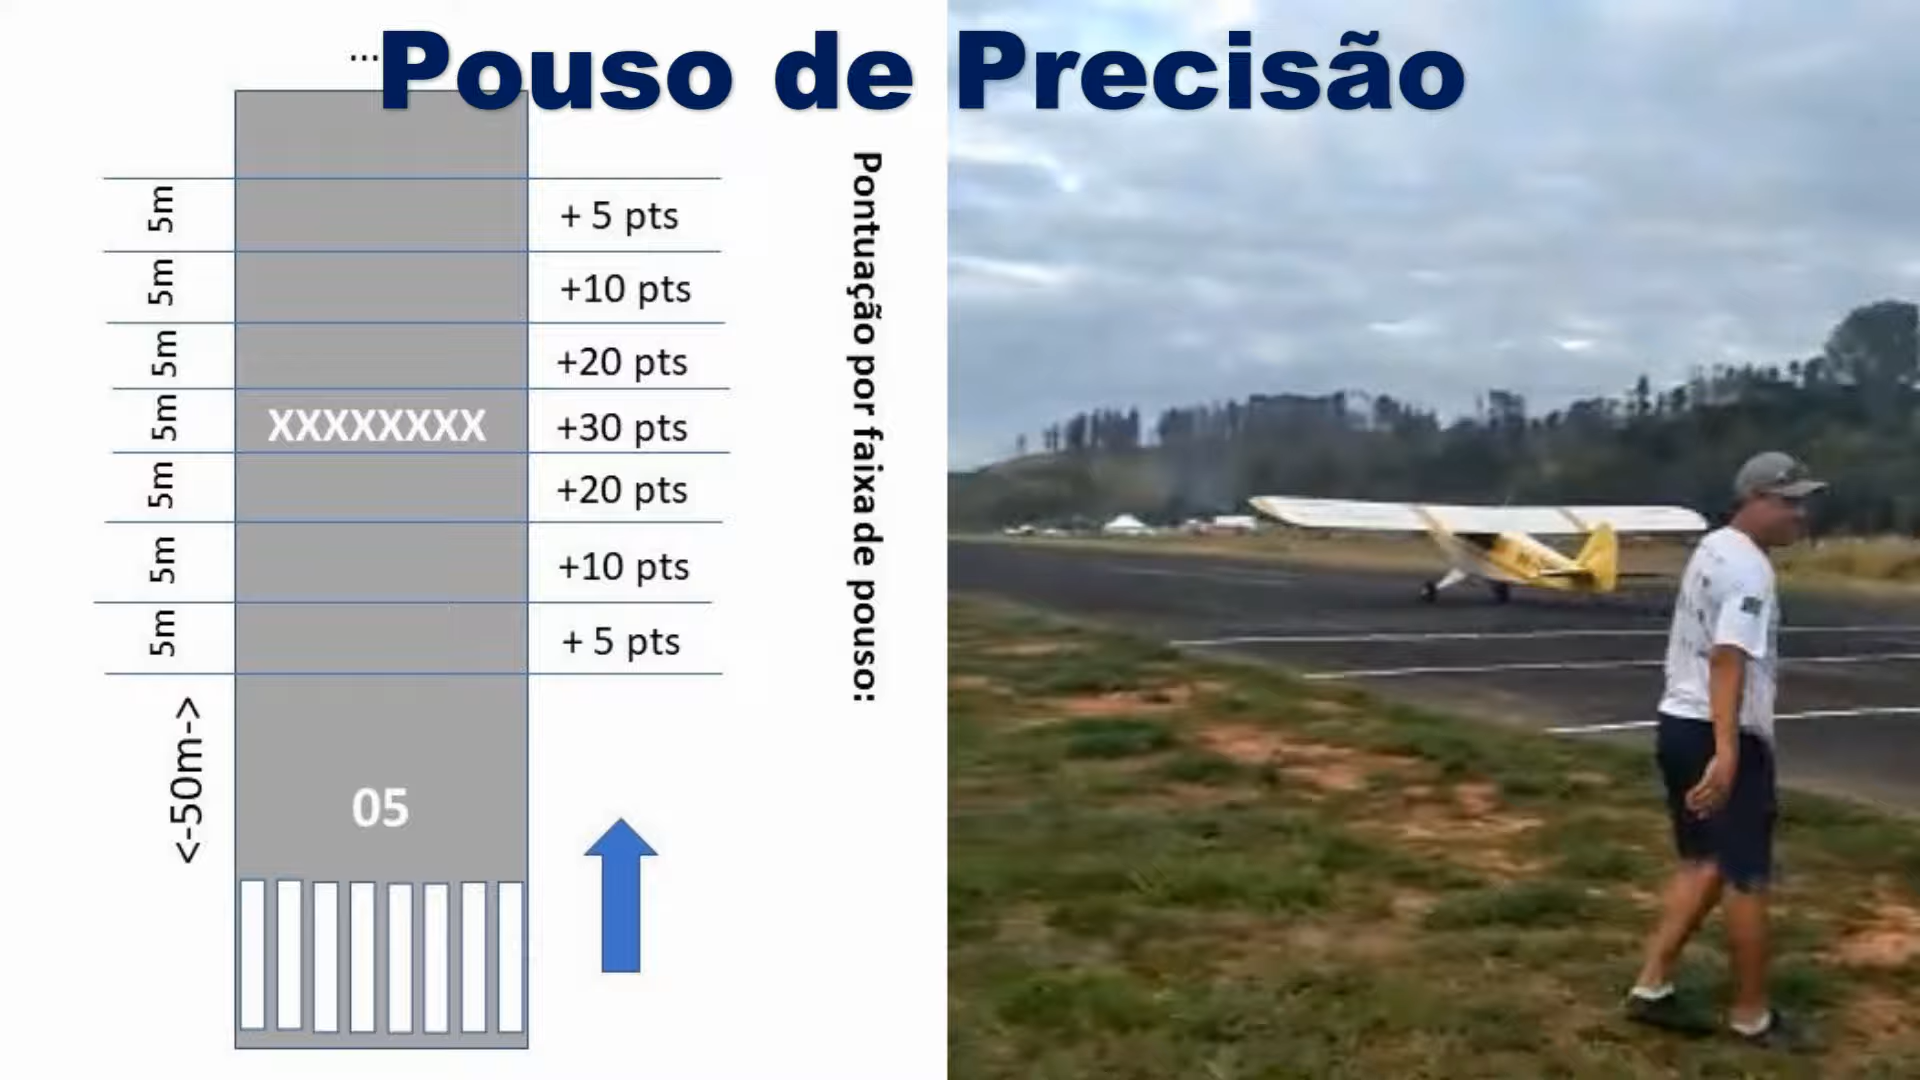 ...
Pouso de Precisão
Pontuação por faixa de pouso:
5m
+ 5 pts
5m
+10 pts
5m
+20 pts
5m
XXXXXXXX
+30 pts
5m
+20 pts
5m
+10 pts
5m
+ 5 pts
<-50m->
05